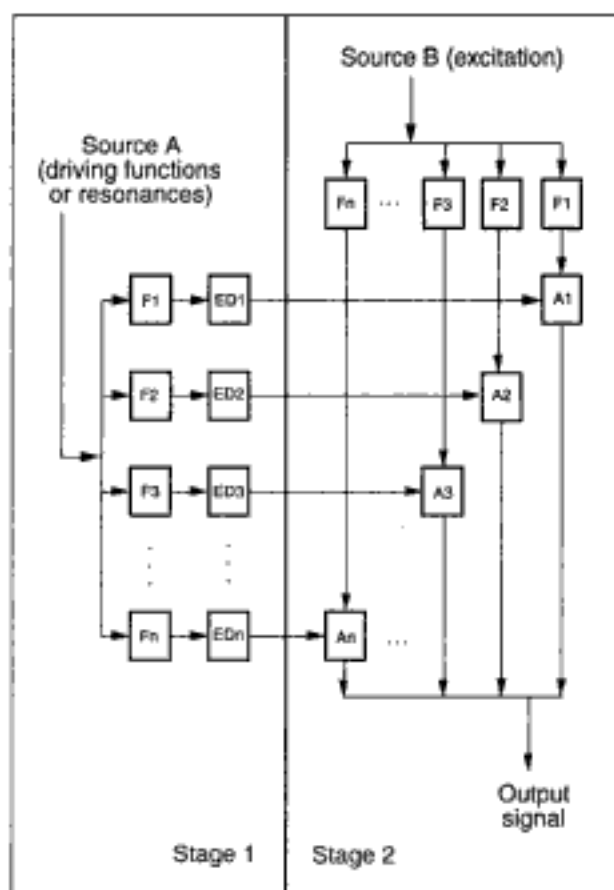 Source B (excitation)
Source A
(driving functions
or resonances)
Fn ... F3 F2 F1
F1 ED1 A1
F2 ED2 A2
F3 ED3 A3
Fn EDn An ...
Output
signal
Stage 1 Stage 2